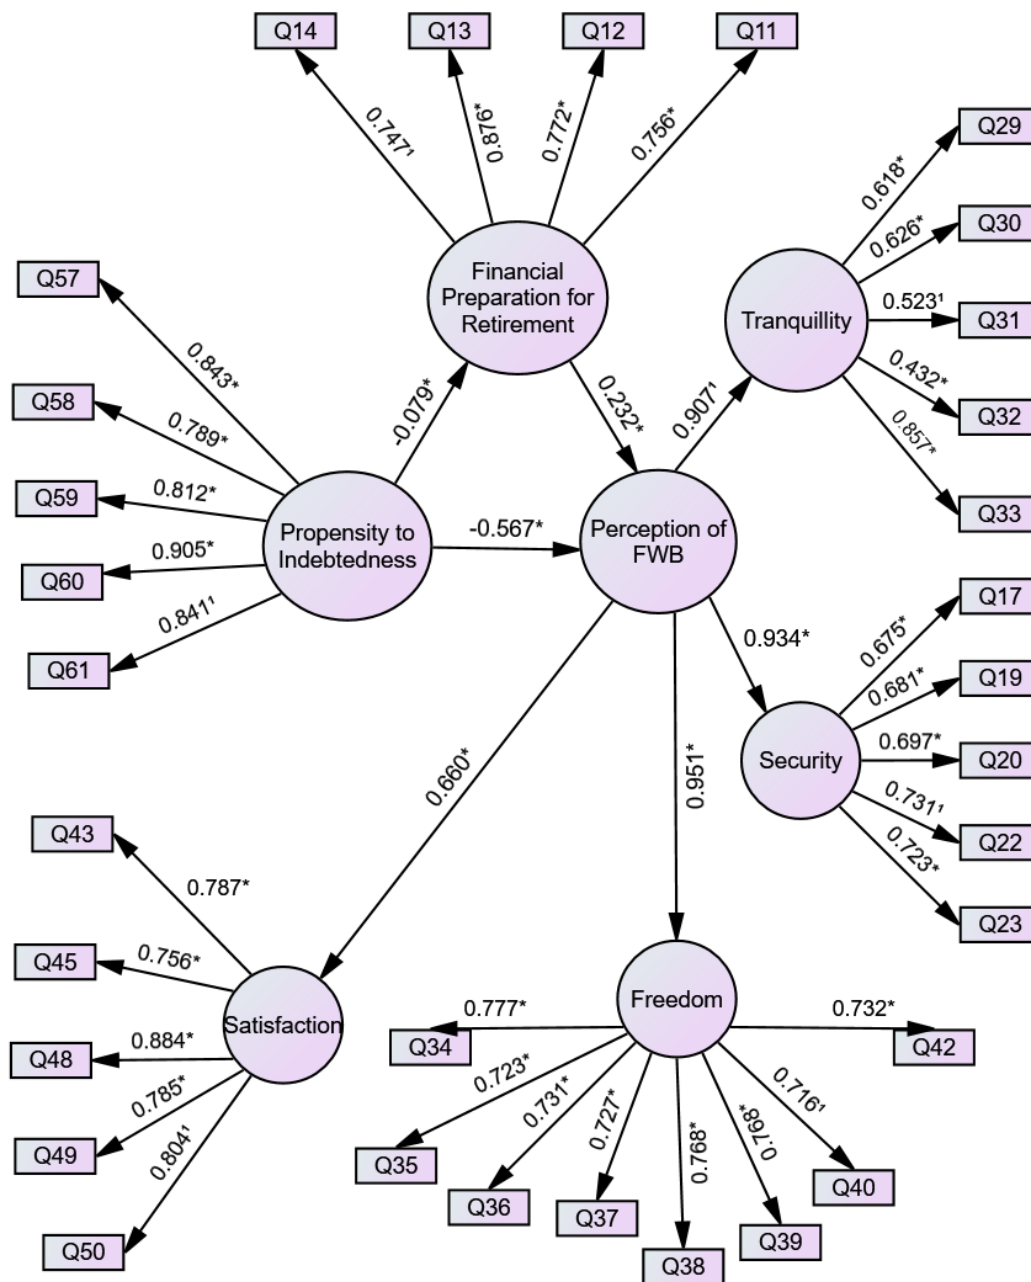 Q14
Q13
Q12
Q11
0.747¹
0.876*
0.772*
0.756*
Q29
Q30
Q31
Q32
Q33
0.618*
0.626*
0.523¹
0.432*
0.857*
Financial
Preparation for
Retirement
Tranquillity
Q57
Q58
Q59
Q60
Q61
0.843*
0.789*
0.812*
0.905*
0.841¹
-0.079*
0.232*
0.907¹
Propensity to
Indebtedness
-0.567*
Perception of
FWB
0.934*
0.660*
0.951*
Q17
Q19
Q20
Q22
Q23
0.675*
0.681*
0.697*
0.731¹
0.723*
Security
Q43
Q45
Q48
Q49
Q50
0.787*
0.756*
0.884*
0.785*
0.804¹
Satisfaction
Freedom
0.777*
0.723*
0.731*
0.727*
0.768*
0.768*
0.716¹
0.732*
Q34
Q35
Q36
Q37
Q38
Q39
Q40
Q42